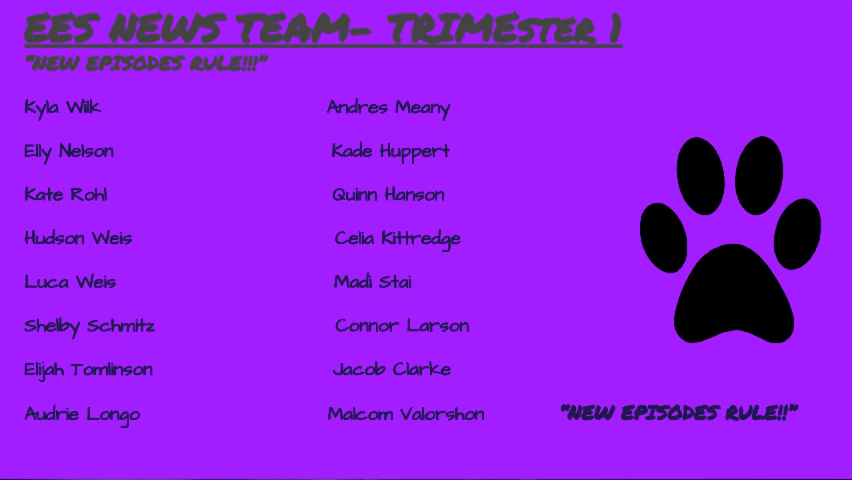 EES NEWS TEAM- TRIMESTER 1
"NEW EPISODES RULE!!!"
Kyla Wilk
Elly Nelson
Kate Rohl
Hudson Weis
Luca Weis
Shelby Schmitz
Elijah Tomlinson
Audrie Longo
Andres Meany
Kade Huppert
Quinn Hanson
Celia Kittredge
Madi Stai
Connor Larson
Jacob Clarke
Malcom Valorshon
"NEW EPISODES RULE!!"